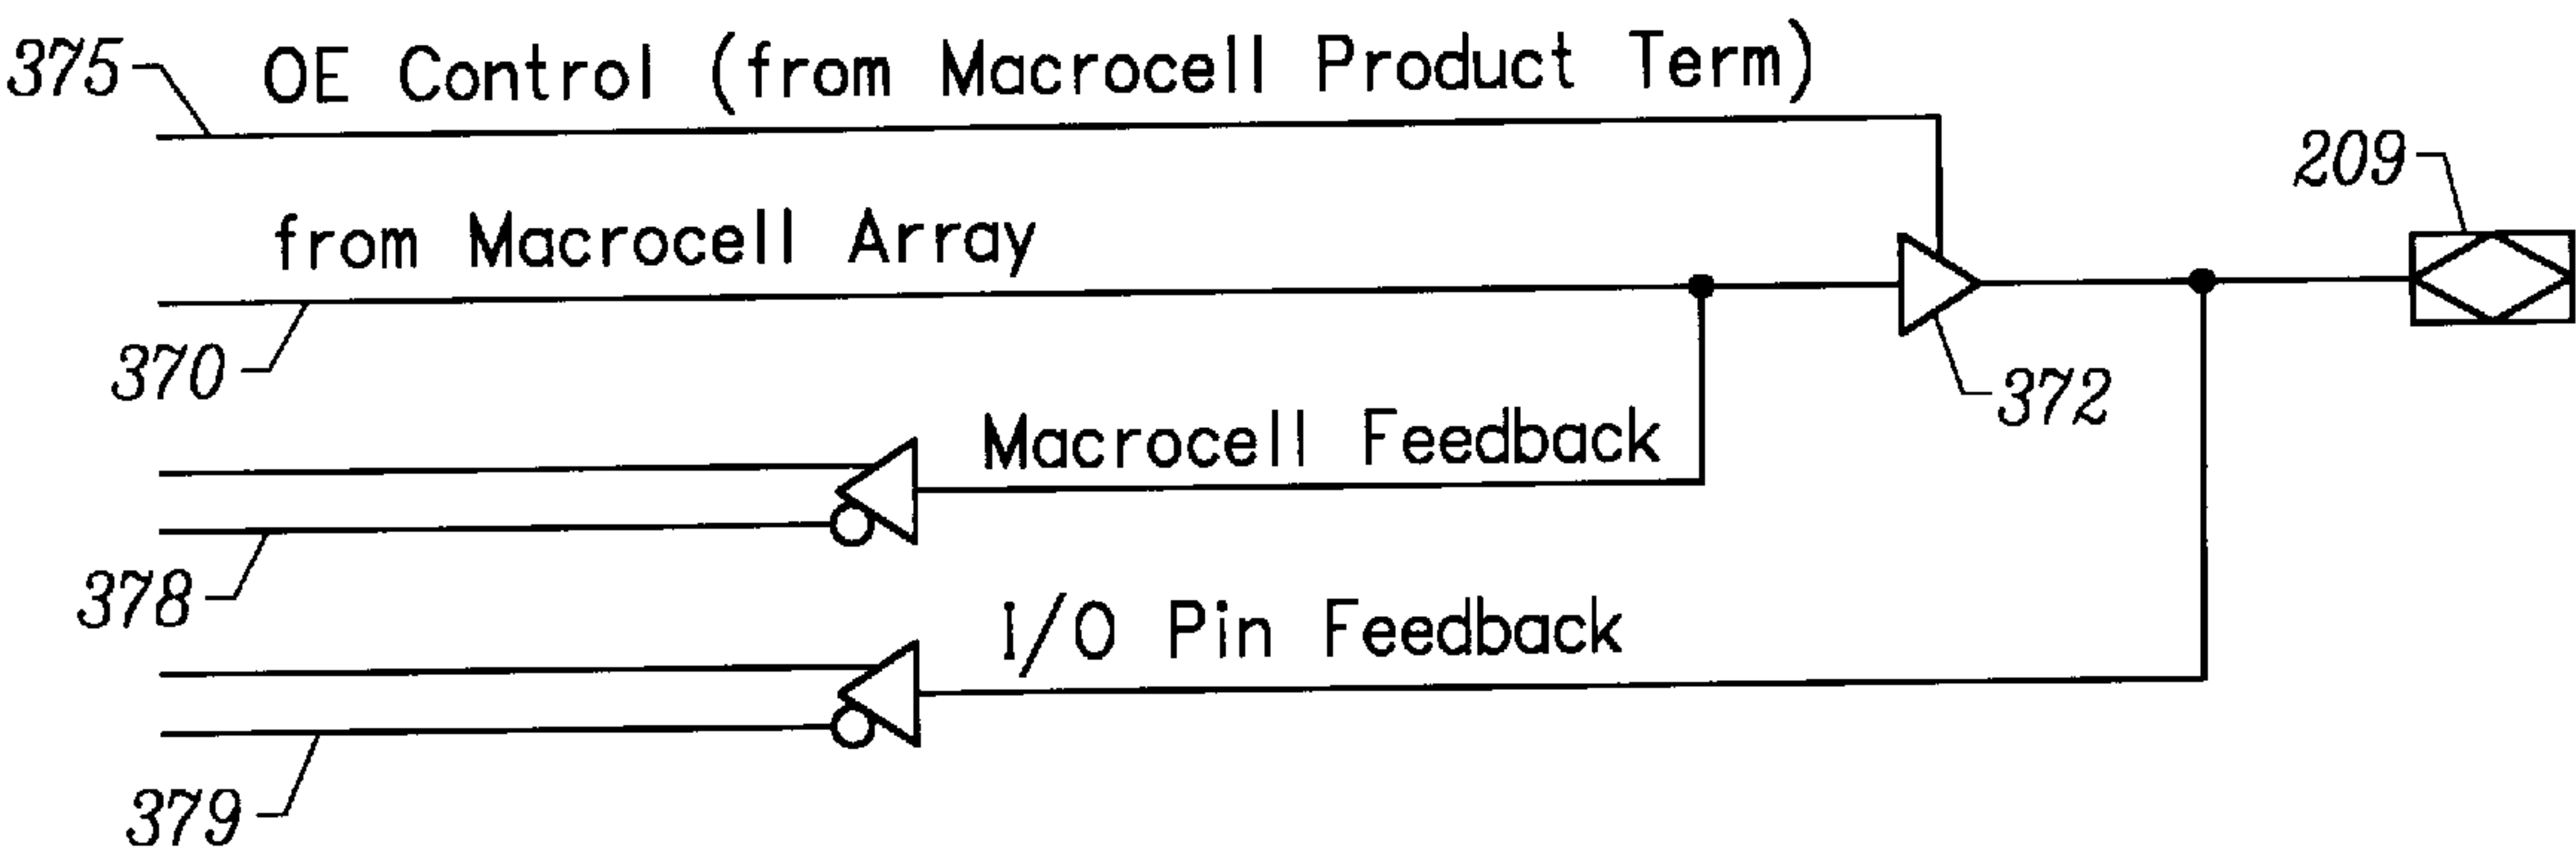 375
OE Control (from Macrocell Product Term)
209
from Macrocell Array
370
372
Macrocell Feedback
378
I/O Pin Feedback
379